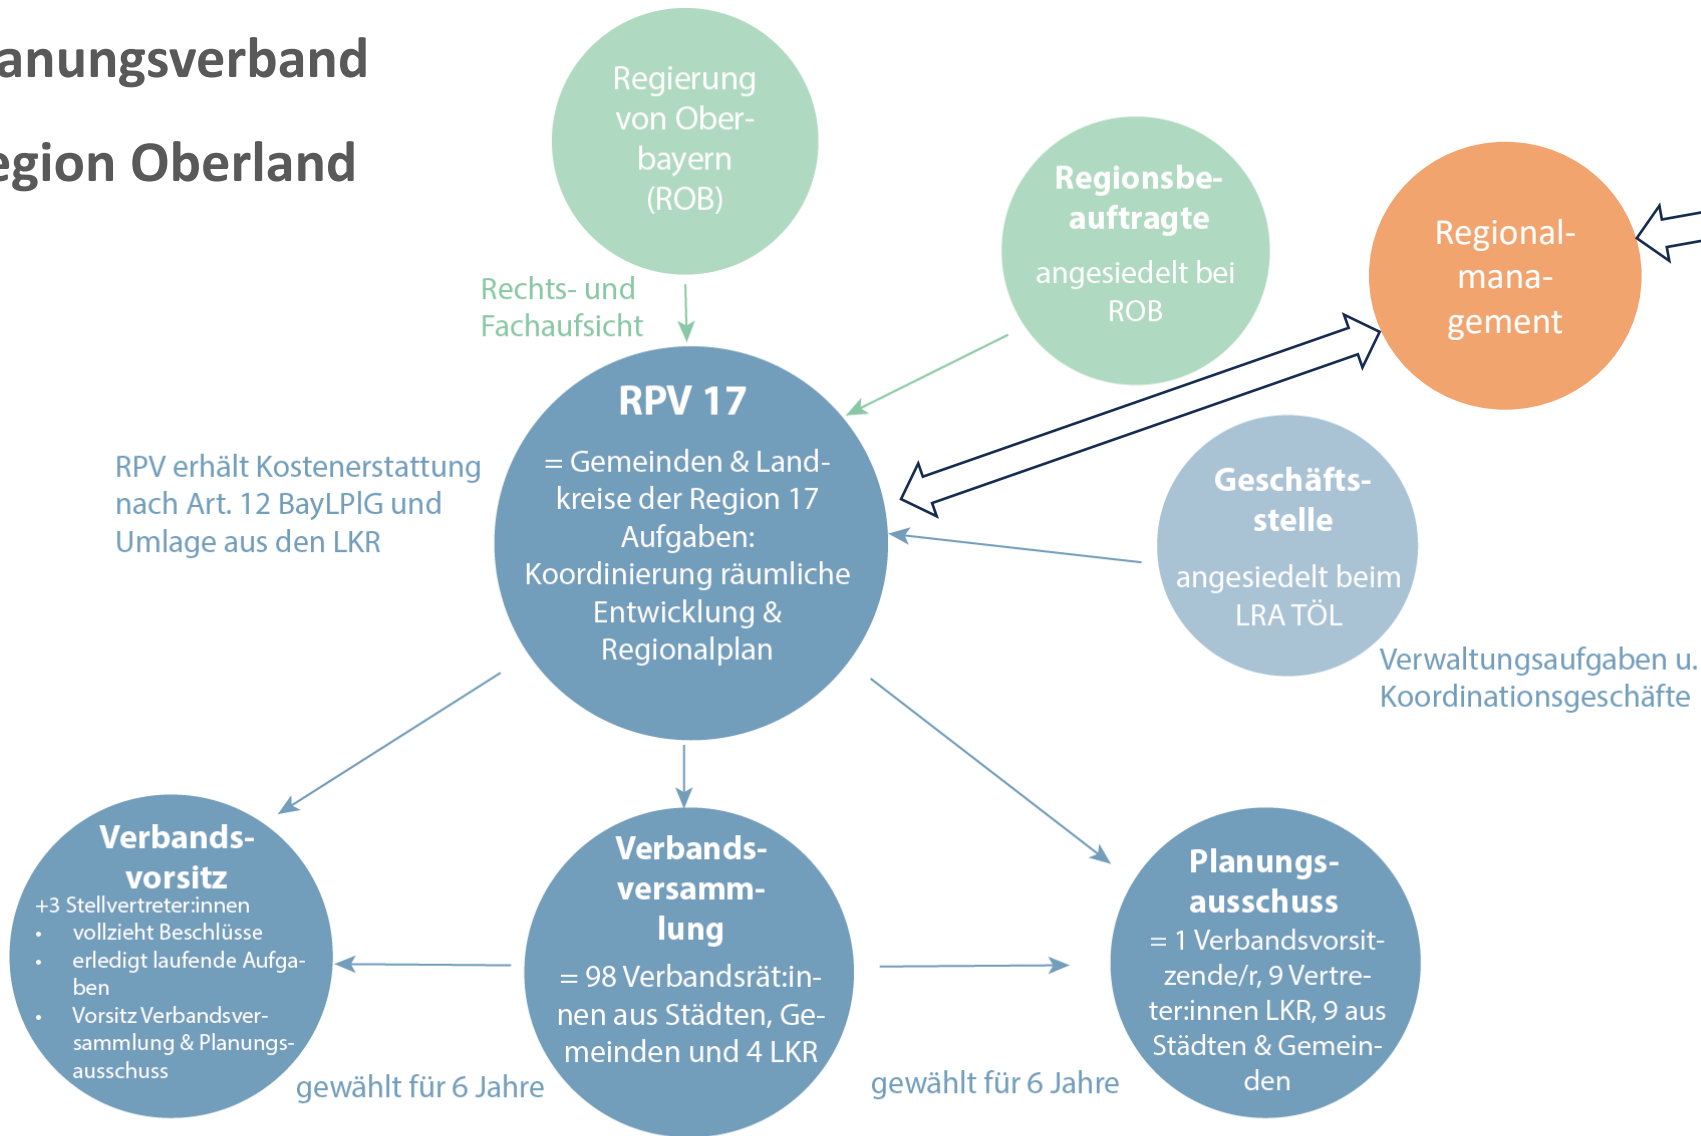 anungsverband
egion Oberland
Regierung
von Ober-
bayern
(ROB)
Rechts- und
Fachaufsicht
Regionsbe-
auftragte
angesiedelt bei
ROB
Regional-
mana-
gement
RPV 17
= Gemeinden & Land-
kreise der Region 17
Aufgaben:
Koordinierung räumliche
Entwicklung &
Regionalplan
RPV erhält Kostenerstattung
nach Art. 12 BayLPlG und
Umlage aus den LKR
Geschäfts-
stelle
angesiedelt beim
LRA TÖL
Verwaltungsaufgaben u.
Koordinationsgeschäfte
Verbands-
vorsitz
+3 Stellvertreter:innen
• vollzieht Beschlüsse
• erledigt laufende Aufga-
ben
• Vorsitz Verbandsver-
sammlung & Planungs-
ausschuss
gewählt für 6 Jahre
Verbands-
versamm-
lung
= 98 Verbandsrät:in-
nen aus Städten, Ge-
meinden und 4 LKR
gewählt für 6 Jahre
Planungs-
ausschuss
= 1 Verbandsvorsit-
zende/r, 9 Vertre-
ter:innen LKR, 9 aus
Städten & Gemein-
den